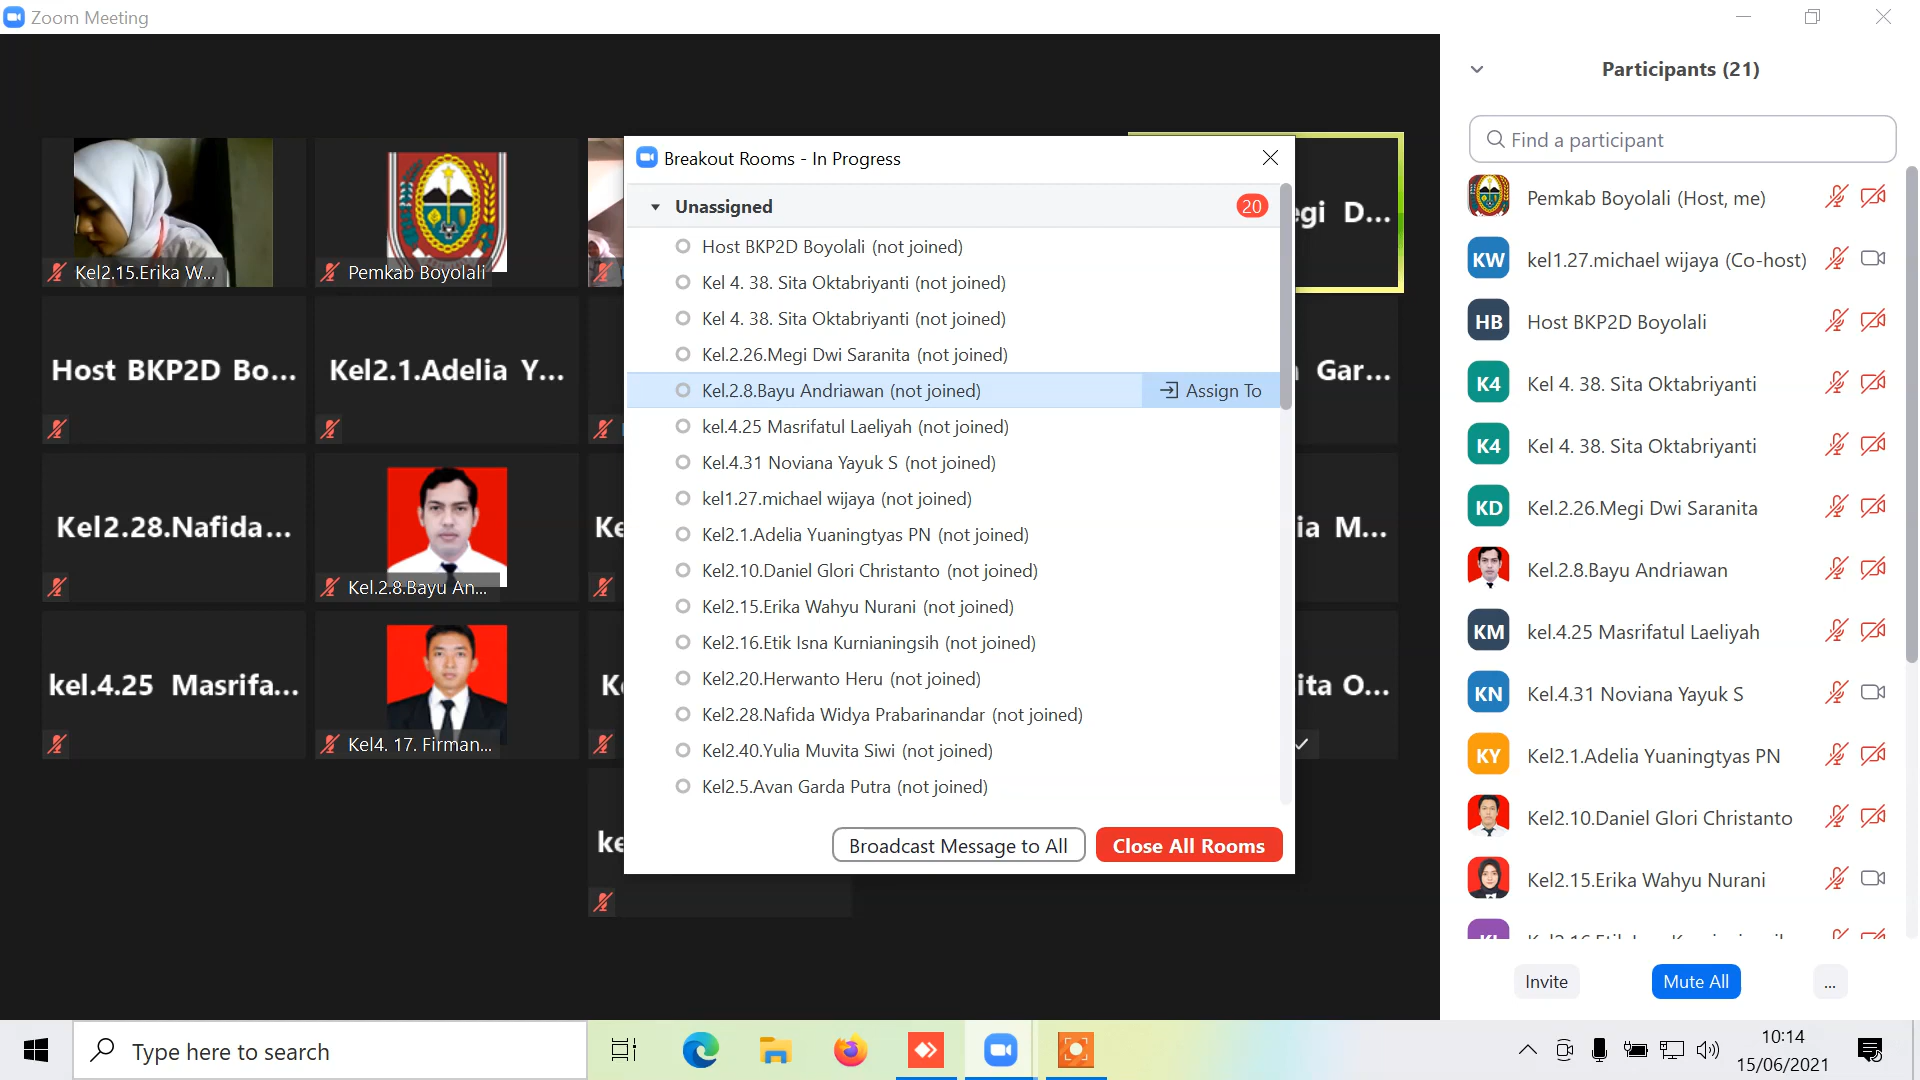 Zoom Meeting
Kel2.15.Erika W...
Pemkab Boyolali
egi D...
Host BKP2D Bo...
Kel2.1.Adelia Y...
Gar...
Kel2.28.Nafida...
Kel.2.8.Bayu An...
Ke
ia M...
kel.4.25 Masrifa...
Kel4. 17. Firman...
ita O...
ke
Breakout Rooms - In Progress
Unassigned
20
Host BKP2D Boyolali (not joined)
Kel 4. 38. Sita Oktabriyanti (not joined)
Kel 4. 38. Sita Oktabriyanti (not joined)
Kel.2.26.Megi Dwi Saranita (not joined)
Kel.2.8.Bayu Andriawan (not joined)
Assign To
kel.4.25 Masrifatul Laeliyah (not joined)
Kel.4.31 Noviana Yayuk S (not joined)
kel1.27.michael wijaya (not joined)
Kel2.1.Adelia Yuaningtyas PN (not joined)
Kel2.10.Daniel Glori Christanto (not joined)
Kel2.15.Erika Wahyu Nurani (not joined)
Kel2.16.Etik Isna Kurnianingsih (not joined)
Kel2.20.Herwanto Heru (not joined)
Kel2.28.Nafida Widya Prabarinandar (not joined)
Kel2.40.Yulia Muvita Siwi (not joined)
Kel2.5.Avan Garda Putra (not joined)
Broadcast Message to All
Close All Rooms
Participants (21)
Find a participant
Pemkab Boyolali (Host, me)
KW kel1.27.michael wijaya (Co-host)
HB Host BKP2D Boyolali
K4 Kel 4. 38. Sita Oktabriyanti
K4 Kel 4. 38. Sita Oktabriyanti
KD Kel.2.26.Megi Dwi Saranita
Kel.2.8.Bayu Andriawan
KM kel.4.25 Masrifatul Laeliyah
KN Kel.4.31 Noviana Yayuk S
KY Kel2.1.Adelia Yuaningtyas PN
Kel2.10.Daniel Glori Christanto
Kel2.15.Erika Wahyu Nurani
Invite
Mute All
...
Type here to search
10:14
15/06/2021